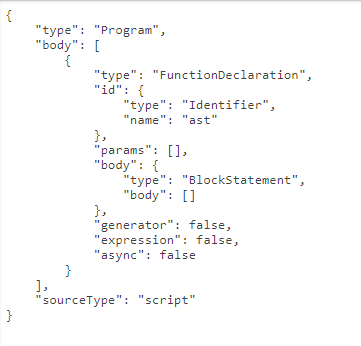 {
    "type": "Program",
    "body": [
        {
            "type": "FunctionDeclaration",
            "id": {
                "type": "Identifier",
                "name": "ast"
            },
            "params": [],
            "body": {
                "type": "BlockStatement",
                "body": []
            },
            "generator": false,
            "expression": false,
            "async": false
        }
    ],
    "sourceType": "script"
}